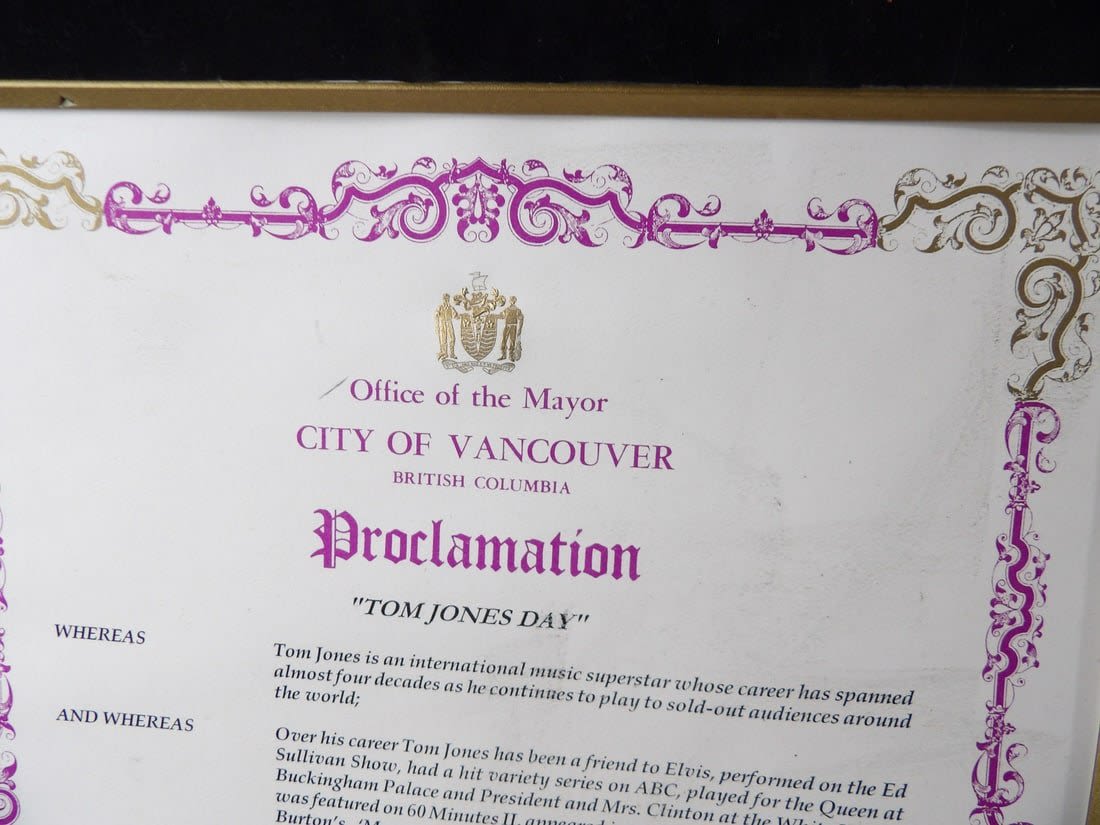 Office of the Mayor
CITY OF VANCOUVER
BRITISH COLUMBIA
Proclamation
"TOM JONES DAY"
WHEREAS
Tom Jones is an international music superstar whose career has spanned
almost four decades as he continues to play to sold-out audiences around
the world;
AND WHEREAS
Over his career Tom Jones has been a friend to Elvis, performed on the Ed
Sullivan Show, had a hit variety series on ABC, played for the Queen at
Buckingham Palace and President and Mrs. Clinton at the White
was featured on 60 Minutes II, appeared
Burton's